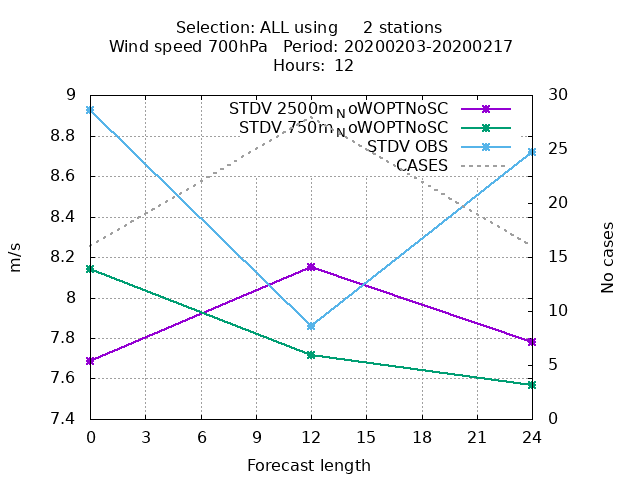 Selection: ALL using 2 stations
Wind speed 700hPa Period: 20200203-20200217
Hours: 12
STDV 2500m_NoWOPTNoSC
STDV 750m_NoWOPTNoSC
STDV OBS
CASES
9
8.8
8.6
8.4
8.2
8
7.8
7.6
7.4
30
25
20
15
10
5
0
m/s
No cases
0 3 6 9 12 15 18 21 24
Forecast length